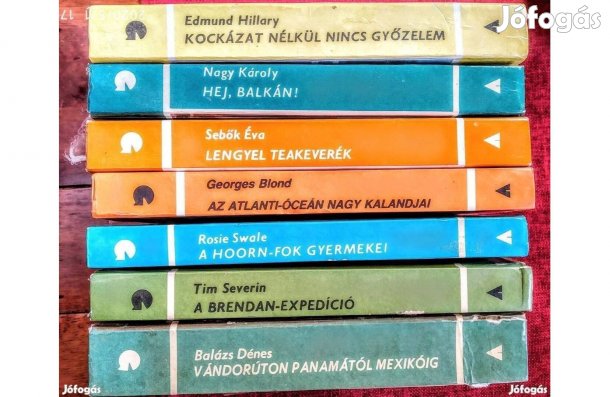 Jófogás
Edmund Hillary
KOCKÁZAT NÉLKÜL NINCS GYŐZELEM
Nagy Károly
HEJ, BALKÁN!
Sebők Éva
LENGYEL TEAKEVERÉK
Georges Blond
AZ ATLANTI-ÓCEÁN NAGY KALANDJAI
Rosie Swale
A HOORN-FOK GYERMEKEI
Tim Severin
A BRENDAN-EXPEDÍCIÓ
Balázs Dénes
VÁNDORÚTON PANAMÁTÓL MEXIKÓIG
Jófogás
Jófogás